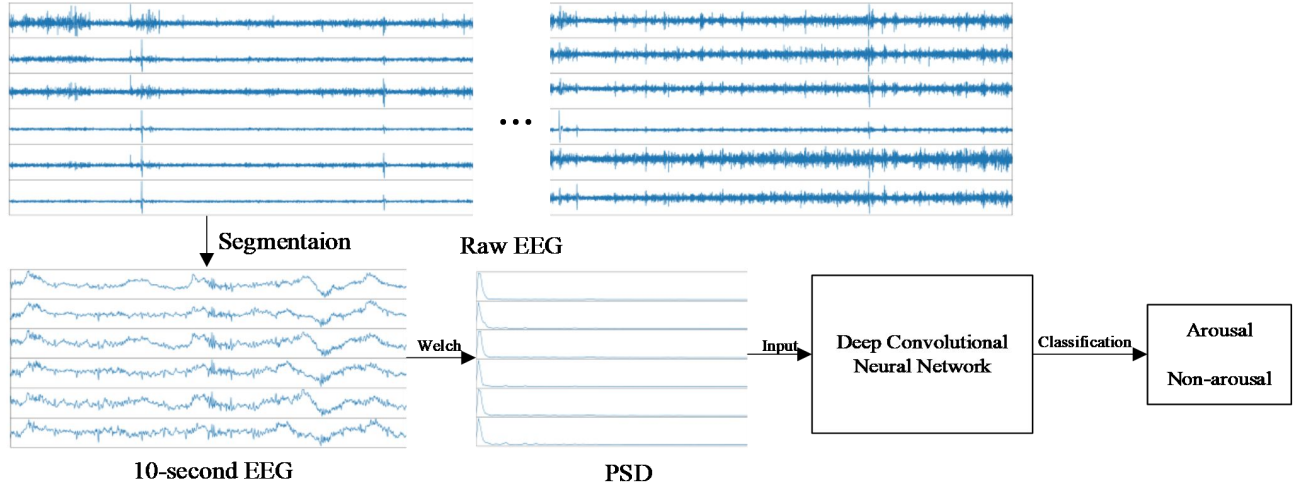 ...
Segmentaion
Raw EEG
Welch
Input
Deep Convolutional
Neural Network
Classification
Arousal
Non-arousal
10-second EEG
PSD